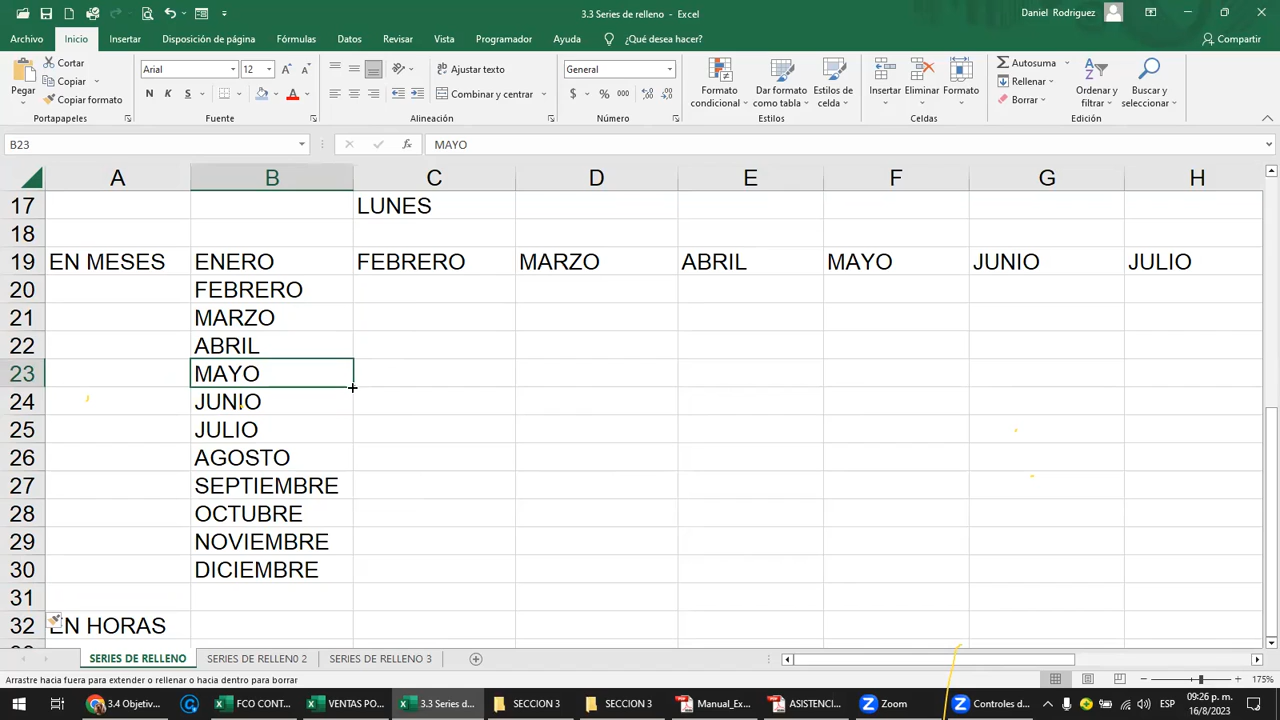 3.3 Series de relleno - Excel
Daniel Rodriguez
Archivo Inicio Insertar Disposición de página Fórmulas Datos Revisar Vista Programador Ayuda ¿Qué desea hacer? Compartir
Pegar
Cortar
Copiar
Copiar formato
Portapapeles
Arial 12
N K S
Fuente
Ajustar texto
Combinar y centrar
Alineación
General
$ % 000
Número
Formato condicional
Dar formato como tabla
Estilos de celda
Estilos
Insertar Eliminar Formato
Celdas
Autosuma
Rellenar
Borrar
Ordenar y filtrar
Buscar y seleccionar
Edición
B23 fx MAYO
A B C D E F G H
17 LUNES
18
19 EN MESES ENERO FEBRERO MARZO ABRIL MAYO JUNIO JULIO
20 FEBRERO
21 MARZO
22 ABRIL
23 MAYO
24 JUNIO
25 JULIO
26 AGOSTO
27 SEPTIEMBRE
28 OCTUBRE
29 NOVIEMBRE
30 DICIEMBRE
31
32 EN HORAS
SERIES DE RELLENO SERIES DE RELLEN0 2 SERIES DE RELLENO 3
Arrastre hacia fuera para extender o rellenar o hacia dentro para borrar
175%
3.4 Objetiv... FCO CONT... VENTAS PO... 3.3 Series d... SECCION 3 SECCION 3 Manual_Ex... ASISTENCI... Zoom Controles d... ESP
09:26 p. m.
16/8/2023